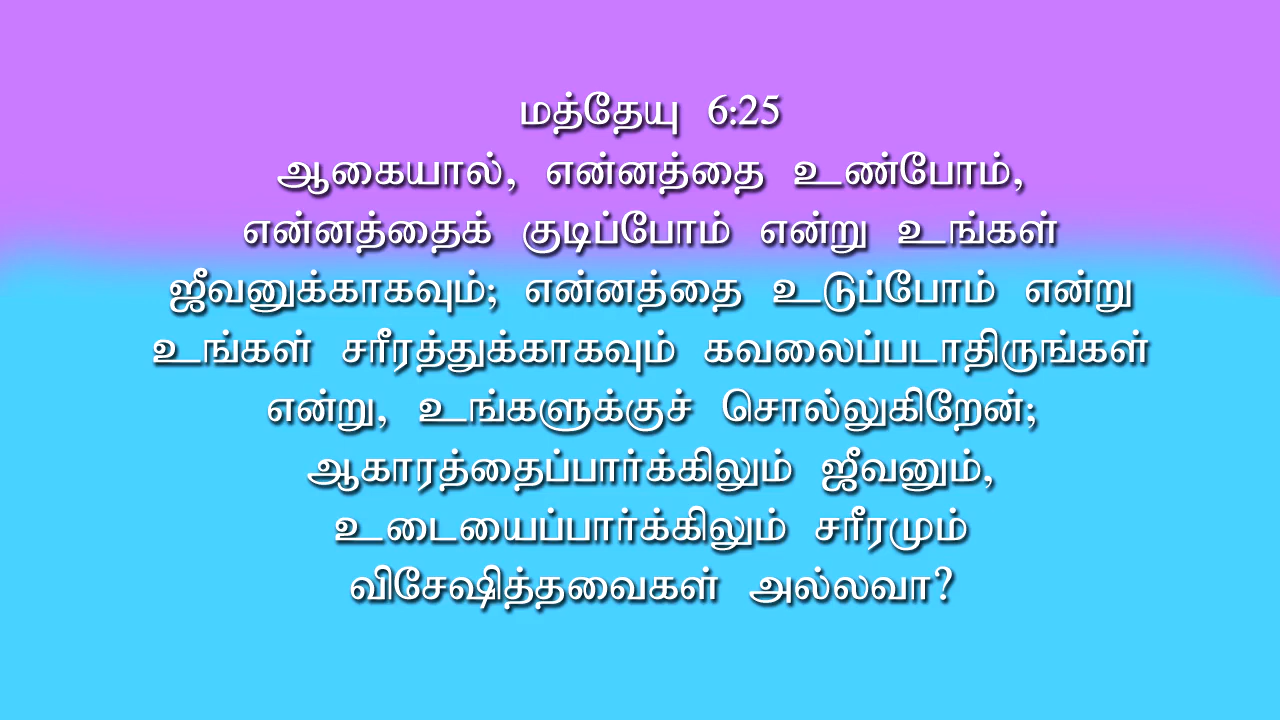 மத்தேயு 6:25
ஆகையால், என்னத்தை உண்போம்,
என்னத்தைக் குடிப்போம் என்று உங்கள்
ஜீவனுக்காகவும்; என்னத்தை உடுப்போம் என்று
உங்கள் சரீரத்துக்காகவும் கவலைப்படாதிருங்கள்
என்று, உங்களுக்குச் சொல்லுகிறேன்;
ஆகாரத்தைப்பார்க்கிலும் ஜீவனும்,
உடையைப்பார்க்கிலும் சரீரமும்
விசேஷித்தவைகள் அல்லவா?